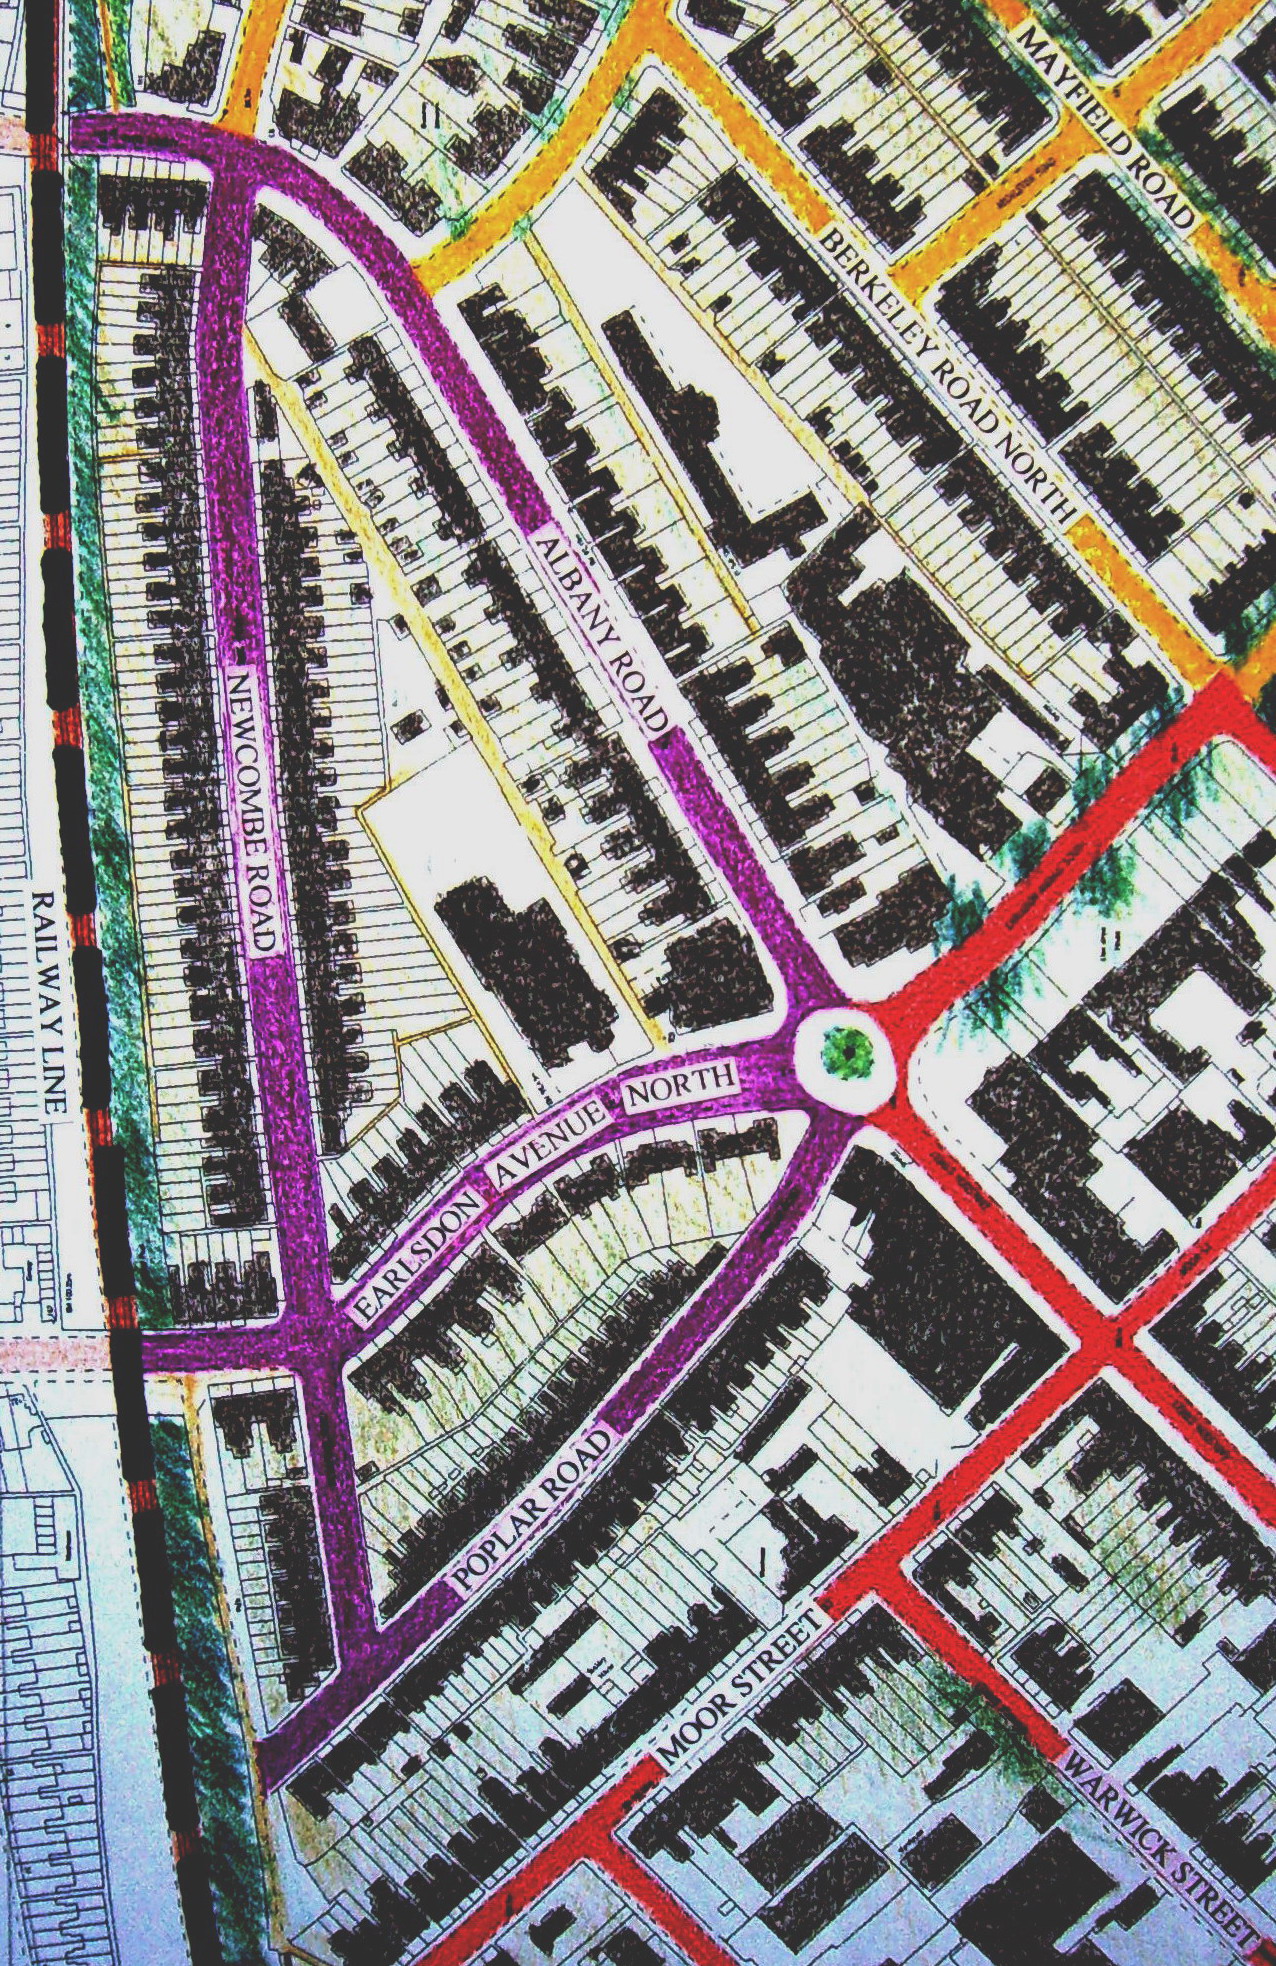 MAYFIELD ROAD
BERKELEY ROAD NORTH
ALBANY ROAD
NEWCOMBE ROAD
RAILWAY LINE
EARLSDON AVENUE NORTH
POPLAR ROAD
MOOR STREET
WARWICK STREET